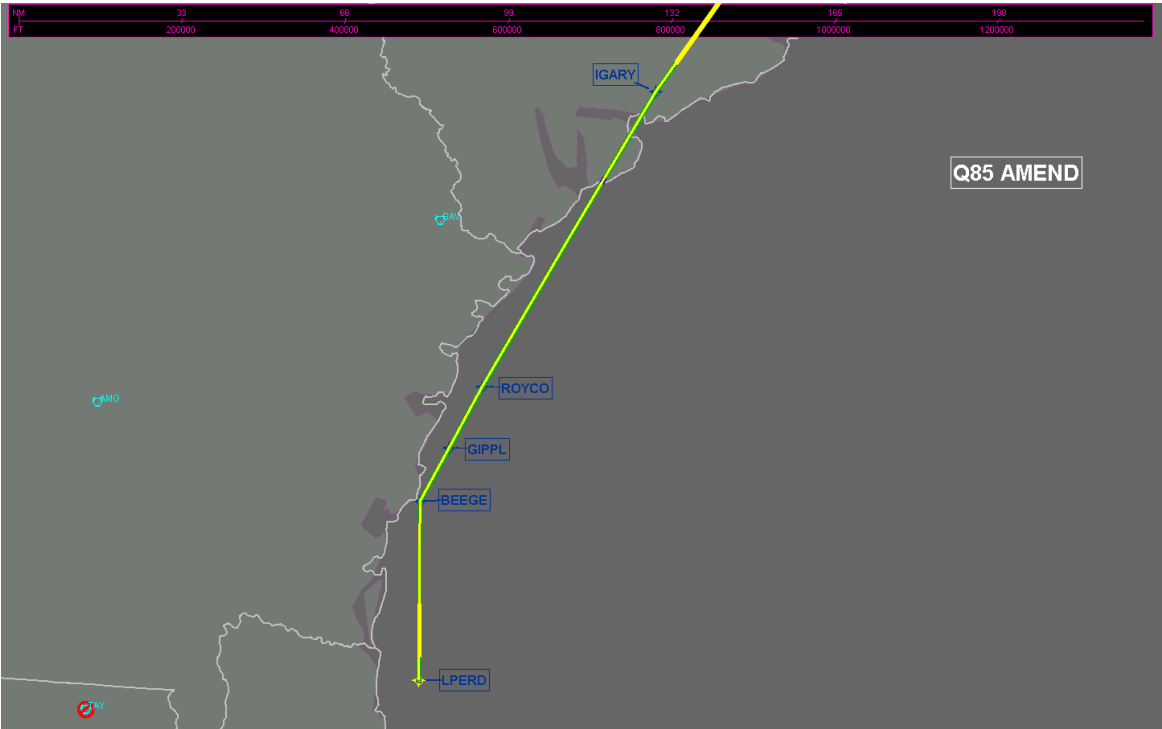 NM 33 66 99 132 165 198
FT 200000 400000 600000 800000 1000000 1200000
IGARY
Q85 AMEND
SAV
ROYCO
AMG
GIPPL
BEEGE
LPERD
TAY